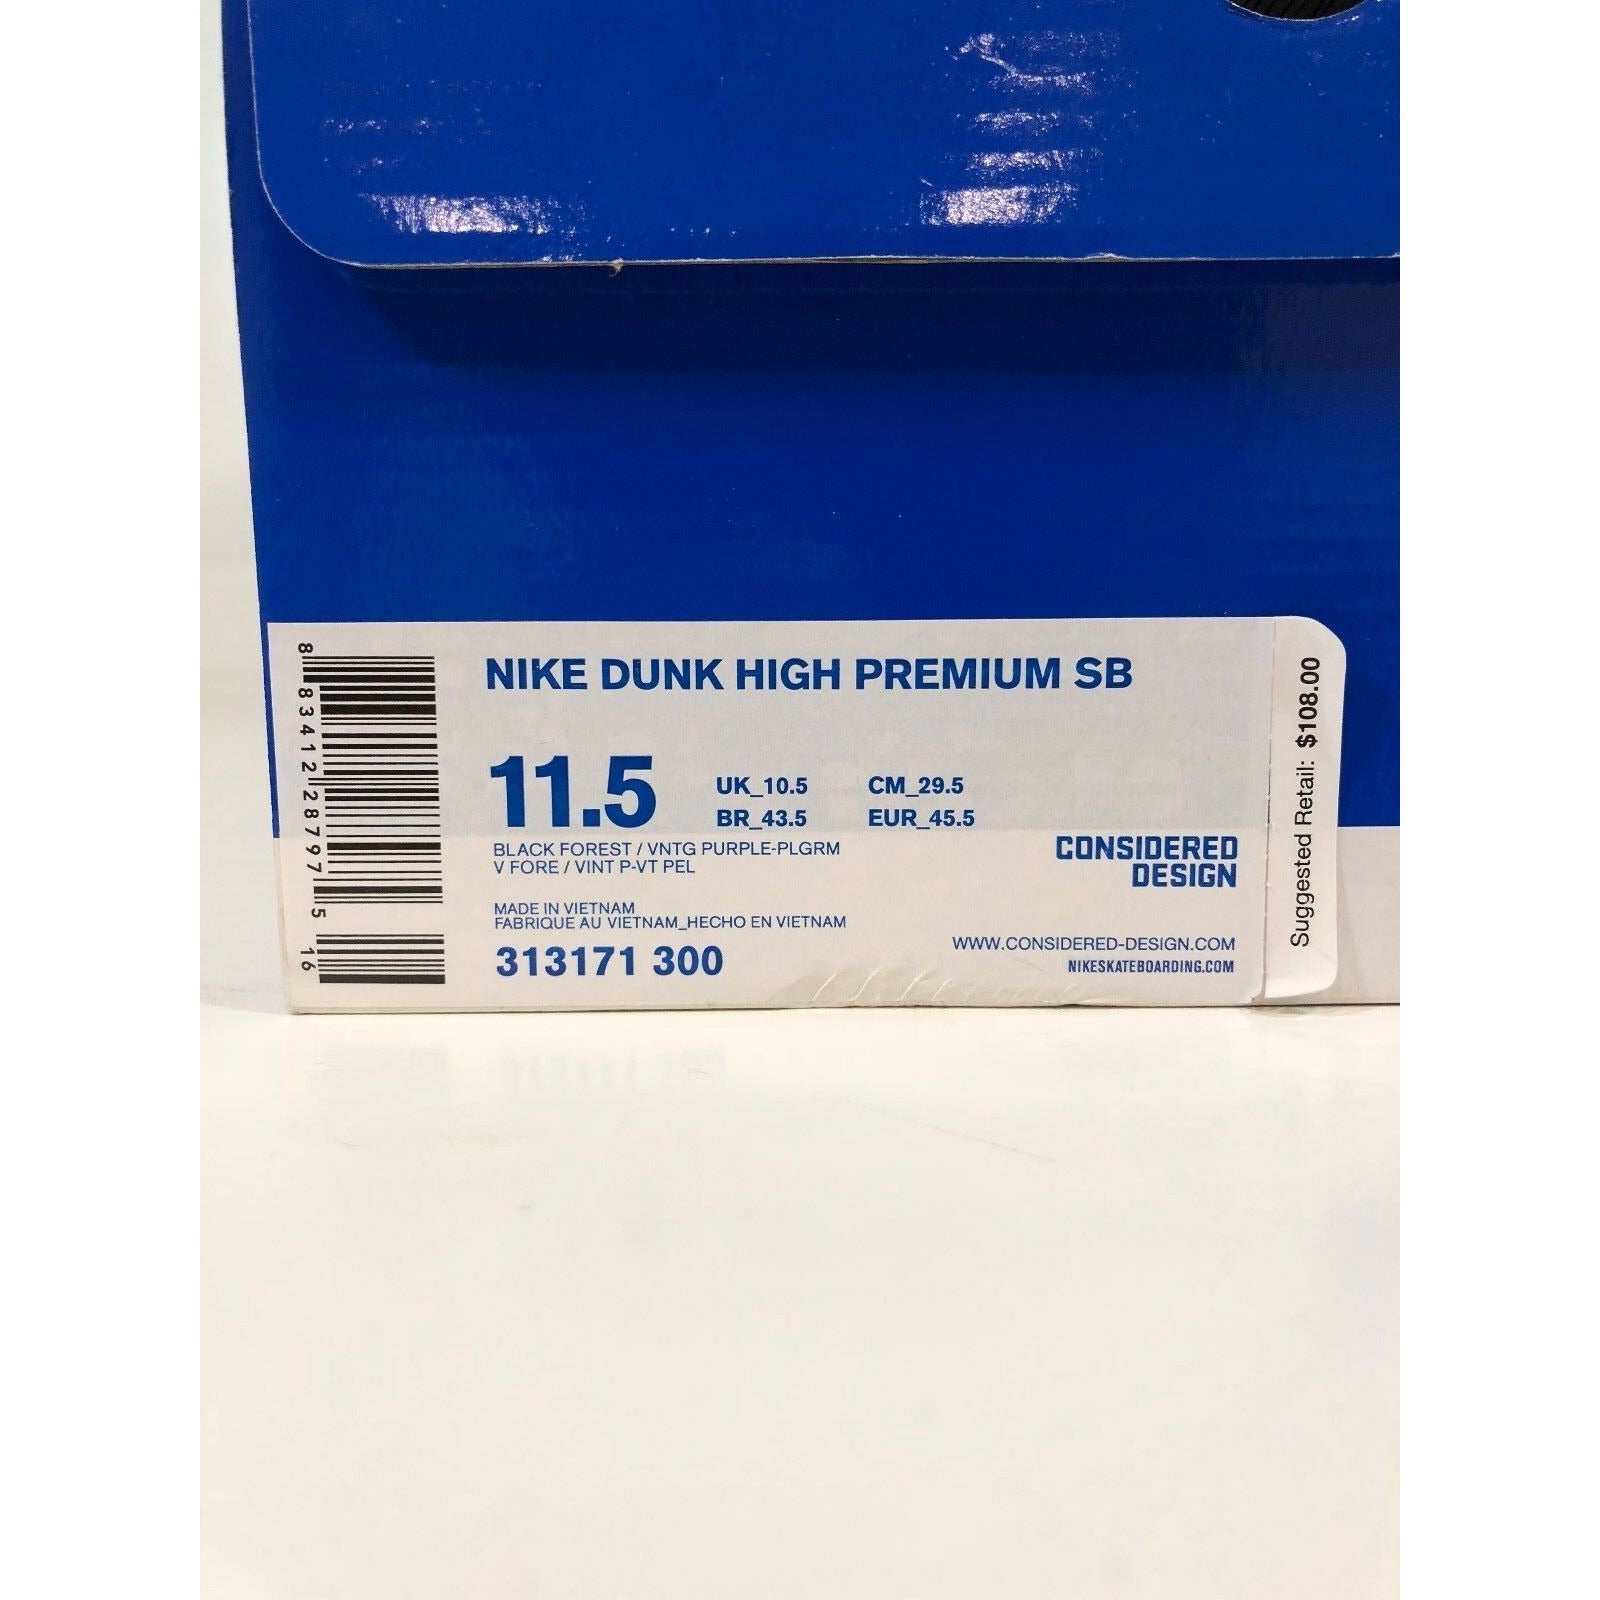 NIKE DUNK HIGH PREMIUM SB
11.5
UK_10.5 CM_29.5
BR_43.5 EUR_45.5
BLACK FOREST / VNTG PURPLE-PLGRM
V FORE / VINT P-VT PEL
CONSIDERED
DESIGN
MADE IN VIETNAM
FABRIQUE AU VIETNAM_HECHO EN VIETNAM
313171 300
WWW.CONSIDERED-DESIGN.COM
NIKESKATEBOARDING.COM
8 83412 28797 5 16
Suggested Retail: $108.00